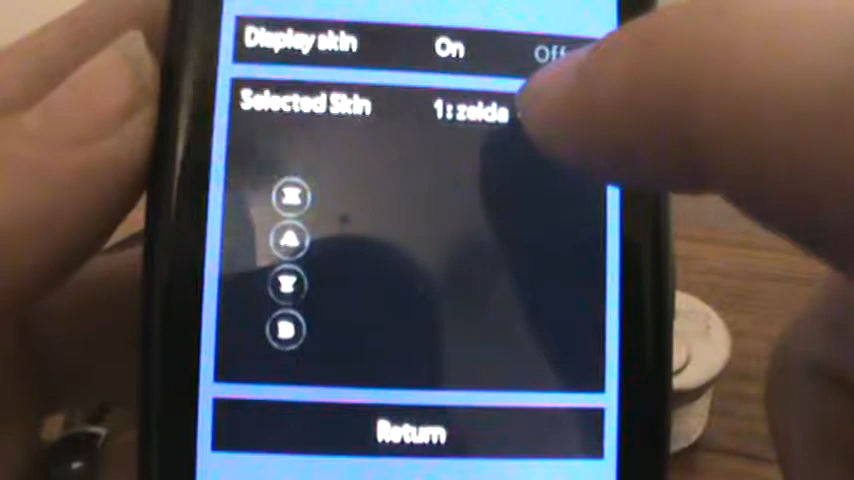 Display skin On Off
Selected Skin 1: zelda
X
A
Y
B
Return